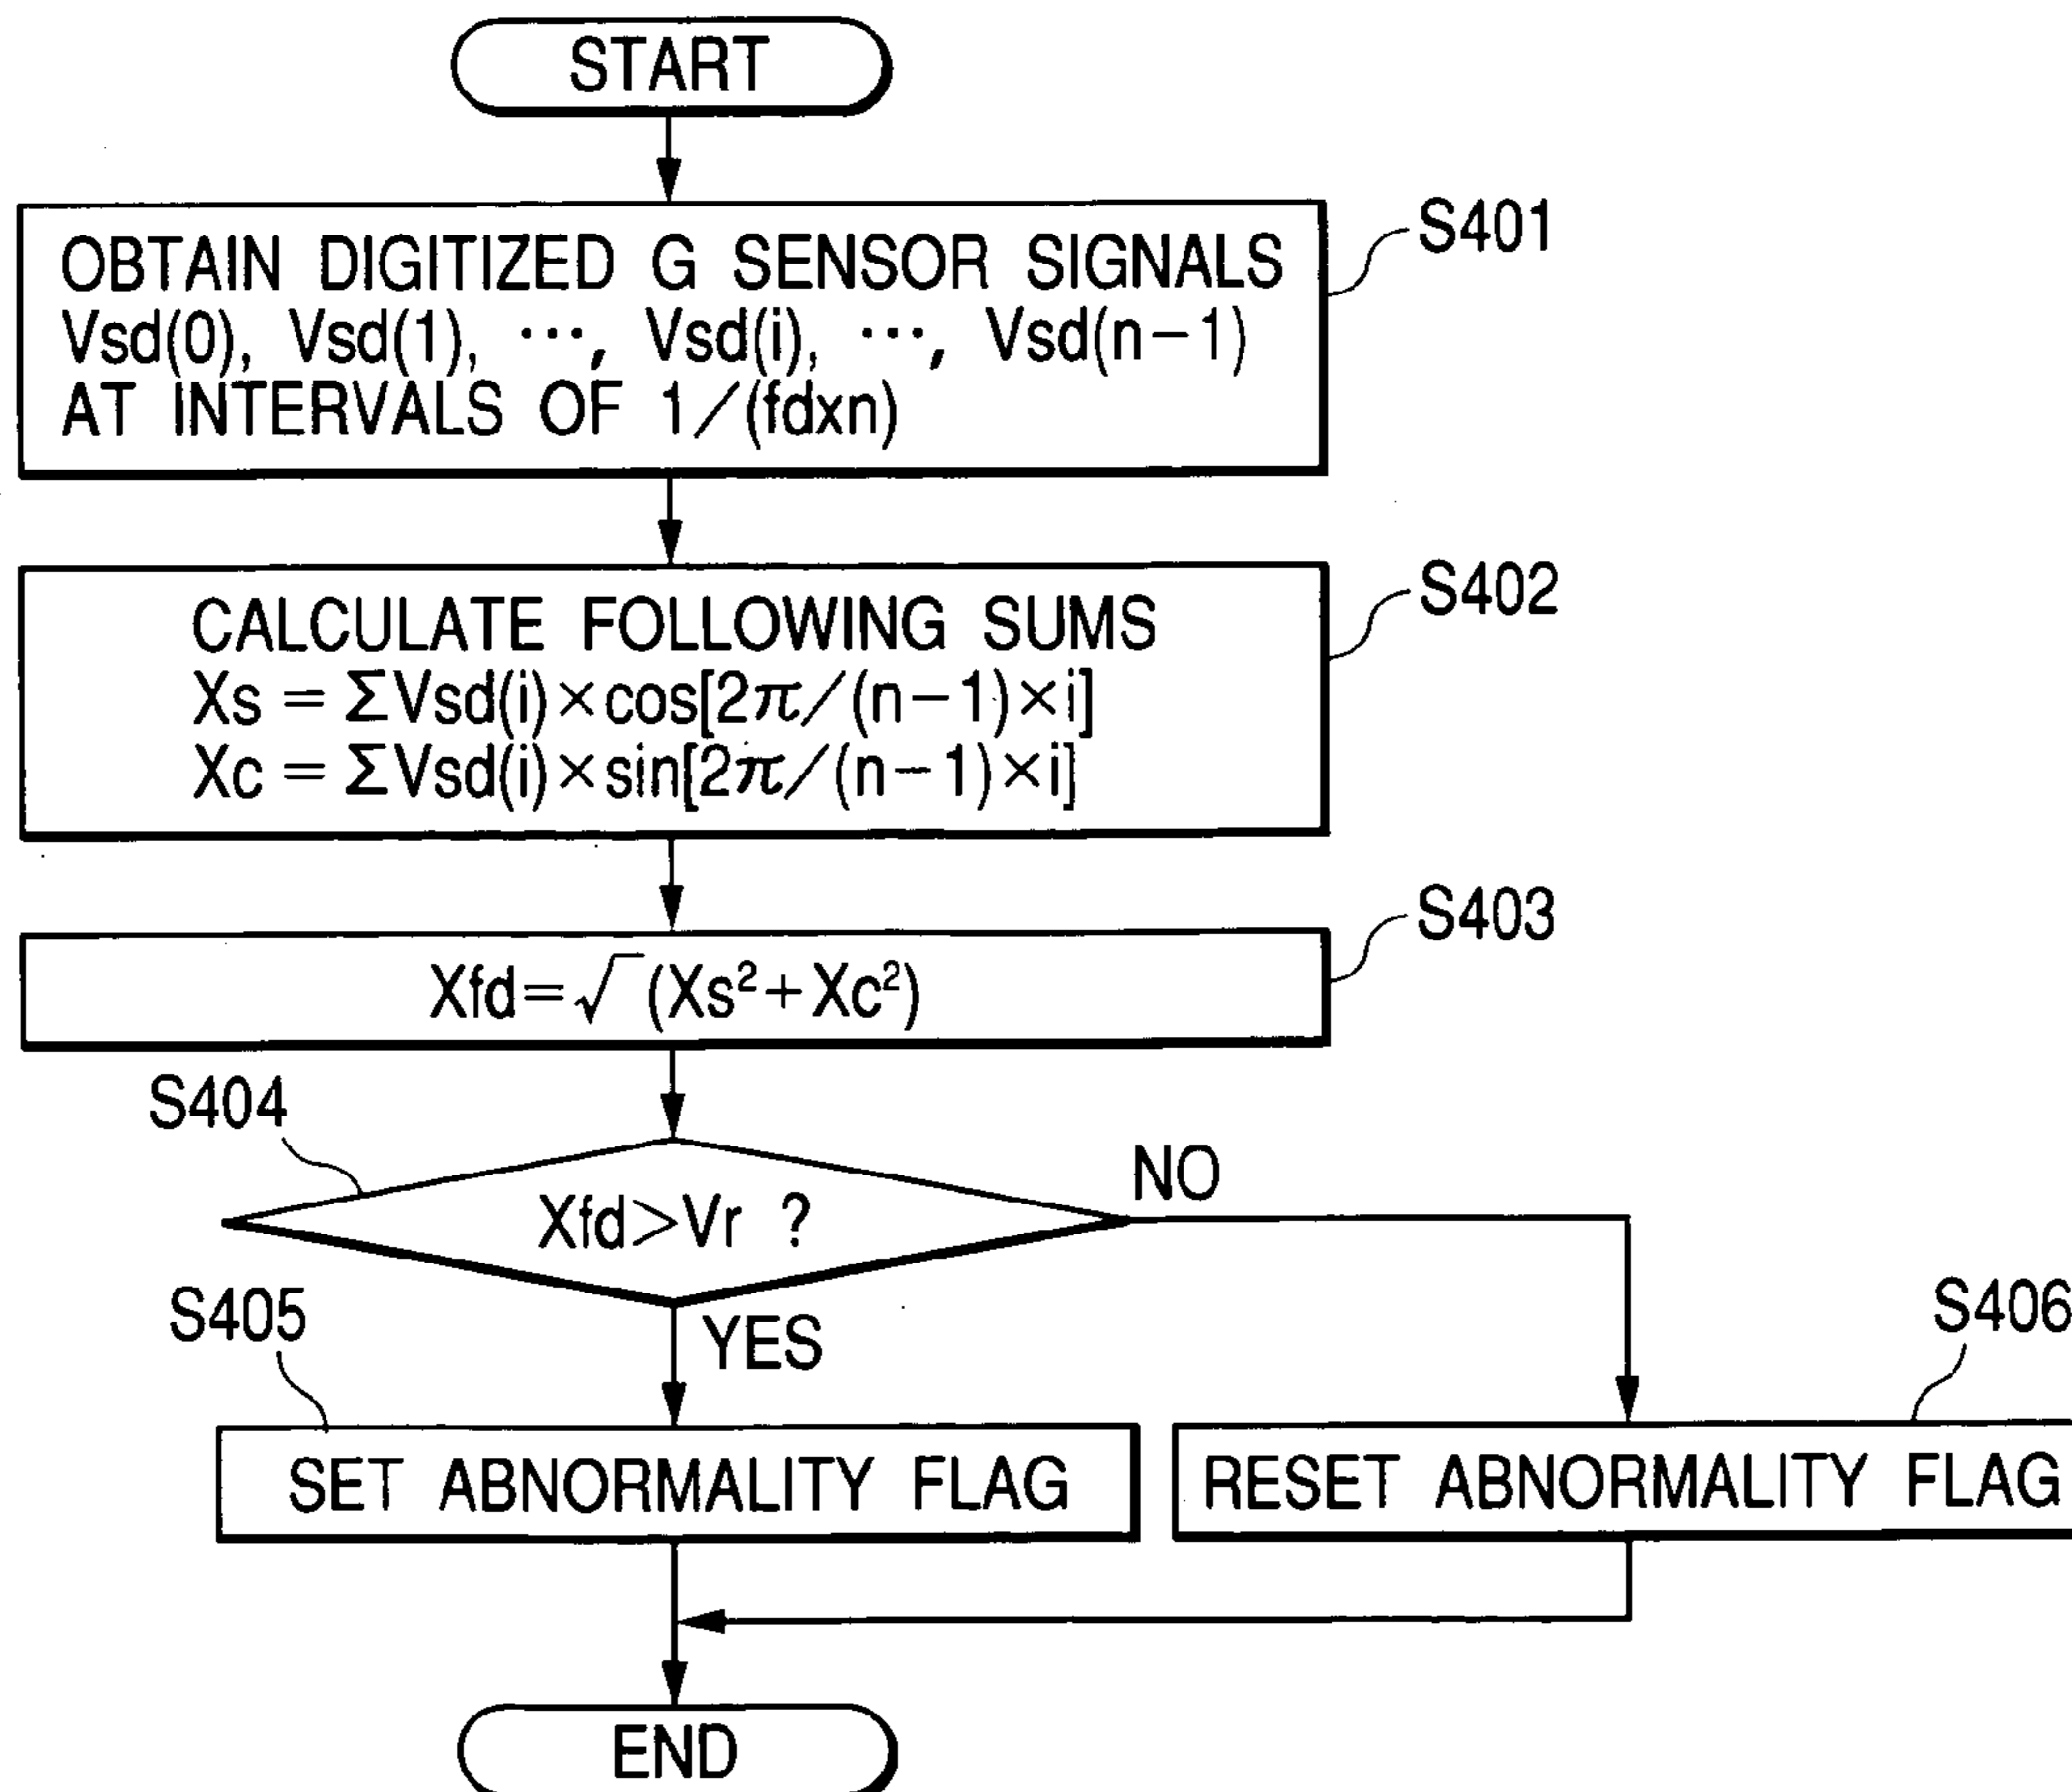 START
S401
OBTAIN DIGITIZED G SENSOR SIGNALS
Vsd(0), Vsd(1), ···, Vsd(i), ···, Vsd(n−1)
AT INTERVALS OF 1/(fdxn)
S402
CALCULATE FOLLOWING SUMS
Xs = ΣVsd(i)×cos[2π/(n−1)×i]
Xc = ΣVsd(i)×sin[2π/(n−1)×i]
S403
Xfd=√(Xs²+Xc²)
S404
Xfd>Vr ?
NO
YES
S405
SET ABNORMALITY FLAG
S406
RESET ABNORMALITY FLAG
END